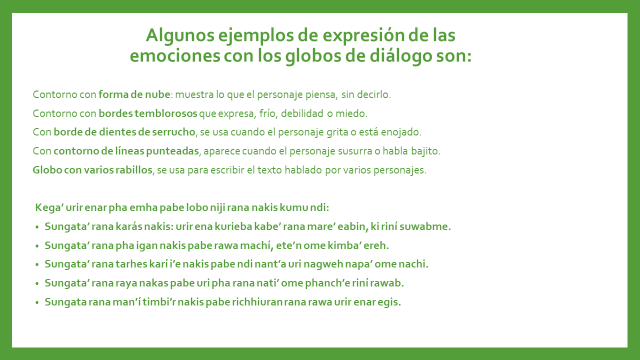 Algunos ejemplos de expresión de las
emociones con los globos de diálogo son:
Contorno con forma de nube: muestra lo que el personaje piensa, sin decirlo.
Contorno con bordes temblorosos que expresa, frío, debilidad o miedo.
Con borde de dientes de serrucho, se usa cuando el personaje grita o está enojado.
Con contorno de líneas punteadas, aparece cuando el personaje susurra o habla bajito.
Globo con varios rabillos, se usa para escribir el texto hablado por varios personajes.
Kega’ urir enar pha emha pabe lobo niji rana nakis kumu ndi:
• Sungata’ rana karás nakis: urir ena kurieba kabe’ rana mare’ eabin, ki riní suwabme.
• Sungata’ rana pha igan nakis pabe rawa machí, ete’n ome kimba’ ereh.
• Sungata’ rana tarhes karí i’e nakis pabe ndi nant’a uri nagweh napa’ ome nachi.
• Sungata’ rana raya nakas pabe uri pha rana nati’ ome phanch’e riní rawab.
• Sungata rana man’í timbi’r nakis pabe richhiuran rana rawa urir enar egis.